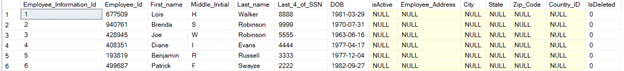 Employee_Information_Id Employee_Id First_name Middle_Initial Last_name Last_4_of_SSN DOB isActive Employee_Address City State Zip_Code Country_ID IsDeleted
1 1 677509 Lois H Walker 8888 1981-03-29 NULL NULL NULL NULL NULL NULL 0
2 2 940761 Brenda S Robinson 9999 1970-07-31 NULL NULL NULL NULL NULL NULL 0
3 3 428945 Joe W Robinson 5555 1963-06-16 NULL NULL NULL NULL NULL NULL 0
4 4 408351 Diane I Evans 4444 1977-04-17 NULL NULL NULL NULL NULL NULL 0
5 5 193819 Benjamin R Russell 3333 1977-12-04 NULL NULL NULL NULL NULL NULL 0
6 6 499687 Patrick F Swayze 2222 1982-09-27 NULL NULL NULL NULL NULL NULL 0